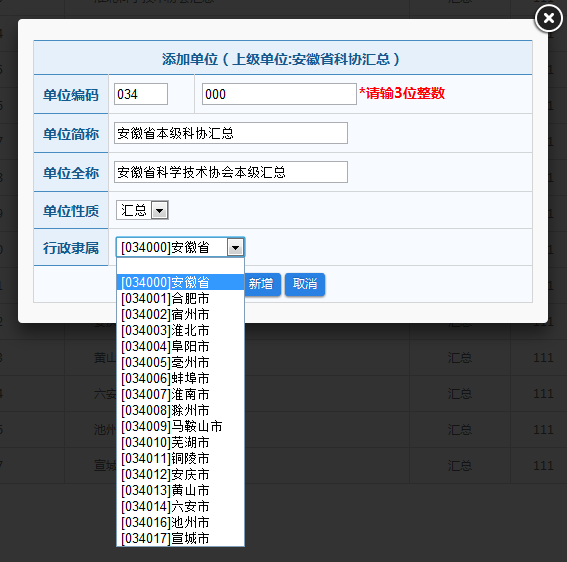 添加单位（上级单位:安徽省科协汇总）
单位编码 034 000 *请输3位整数
单位简称 安徽省本级科协汇总
单位全称 安徽省科学技术协会本级汇总
单位性质 汇总
行政隶属 [034000]安徽省
新增 取消
[034000]安徽省
[034001]合肥市
[034002]宿州市
[034003]淮北市
[034004]阜阳市
[034005]亳州市
[034006]蚌埠市
[034007]淮南市
[034008]滁州市
[034009]马鞍山市
[034010]芜湖市
[034011]铜陵市
[034012]安庆市
[034013]黄山市
[034014]六安市
[034016]池州市
[034017]宣城市
黄山 汇总 111
六安 汇总 111
池州 汇总 111
宣城 汇总 111